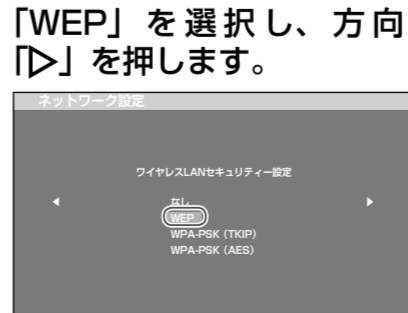 「WEP」を選択し、方向
「▷」を押します。
ネットワーク設定
ワイヤレスLANセキュリティー設定
なし
WEP
WPA-PSK（TKIP）
WPA-PSK（AES）